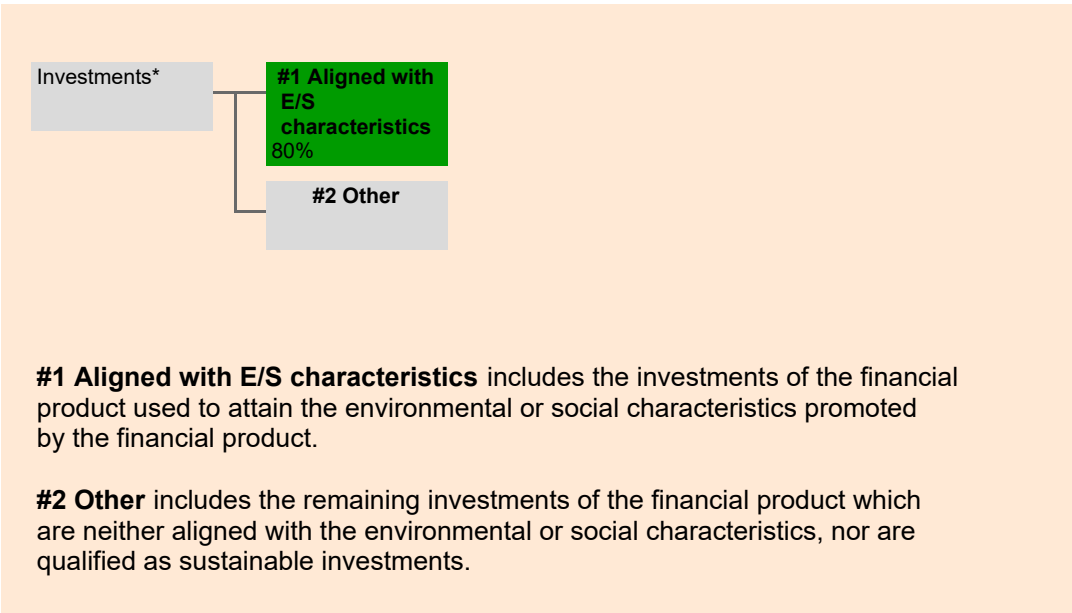 Investments*
#1 Aligned with
E/S
characteristics
80%
#2 Other
#1 Aligned with E/S characteristics includes the investments of the financial
product used to attain the environmental or social characteristics promoted
by the financial product.
#2 Other includes the remaining investments of the financial product which
are neither aligned with the environmental or social characteristics, nor are
qualified as sustainable investments.